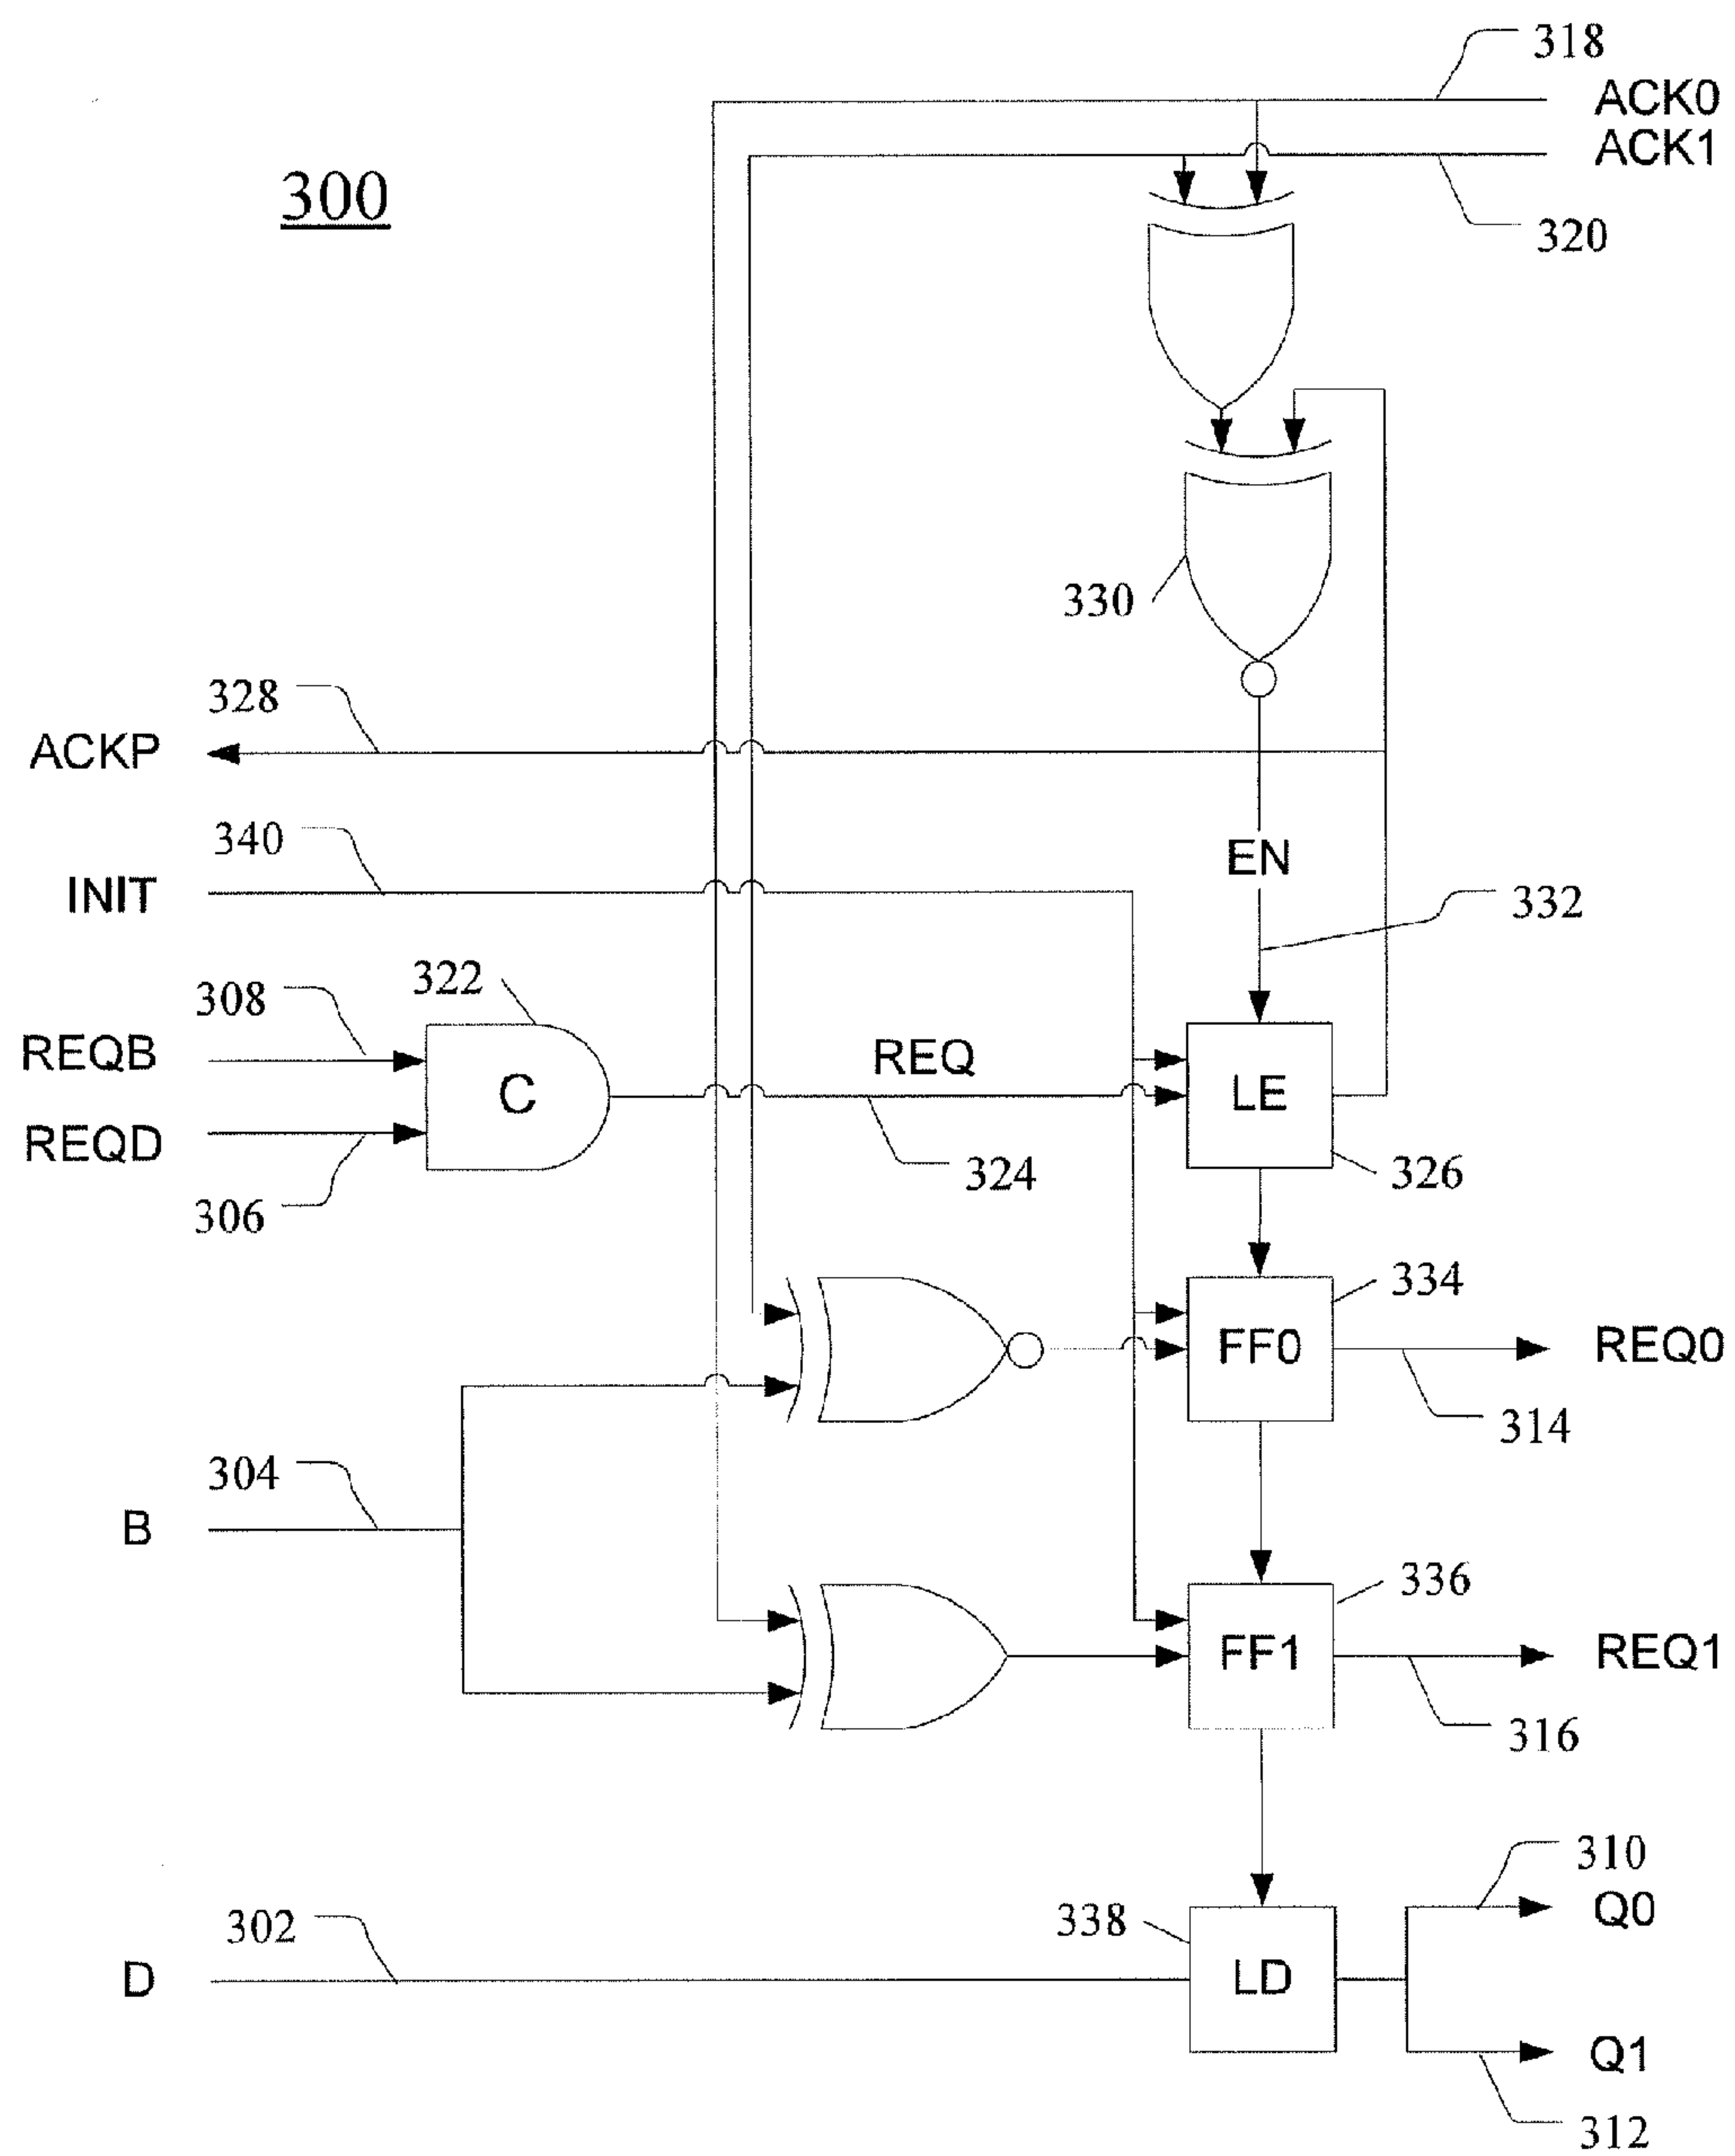 318
ACK0
ACK1
300
320
330
328
ACKP
340
INIT
EN
332
322
308
REQB
REQ
C
LE
REQD
324
326
306
334
FF0
REQ0
314
304
B
336
FF1
REQ1
316
310
Q0
302
338
D
LD
Q1
312